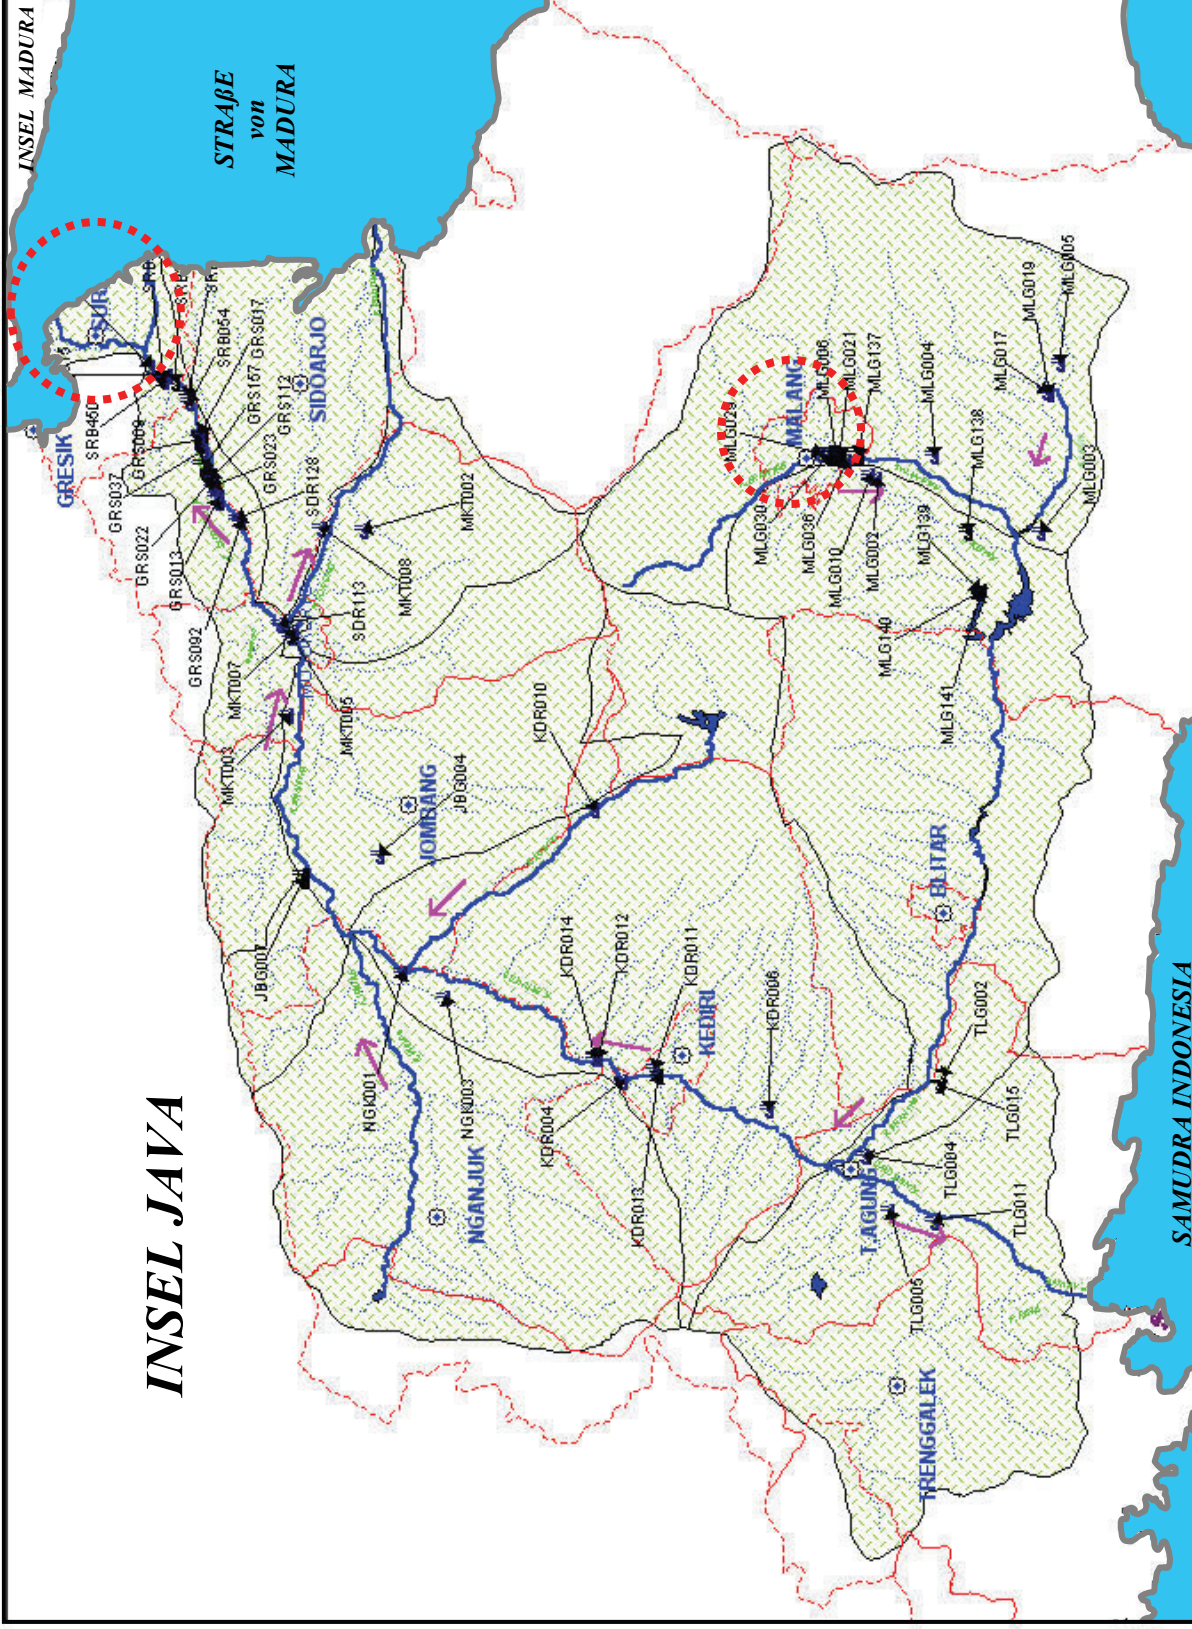 INSEL MADURA
STRAßE
von
MADURA
INSEL JAVA
SAMUDRA INDONESIA
GRESIK
SUR
SIDOARJO
JOMBANG
NGANJUK
KEDIRI
BLITAR
T.AGUNG
TRENGGALEK
MALANG
SRB450
GRS009
GRS037
GRS022
GRS013
GRS092
MKT007
MKT003
JBG007
NGK001
NGK003
SRB054
GRS017
GRS157
GRS112
GRS023
SDR128
MKT002
MKT008
SDR113
MKT005
JBG004
KDR010
KDR014
KDR012
KDR011
KDR006
KDR004
KDR013
MLG029
MLG006
MLG021
MLG137
MLG004
MLG017
MLG019
MLG005
MLG138
MLG003
MLG030
MLG036
MLG010
MLG002
MLG139
MLG140
MLG141
TLG002
TLG015
TLG004
TLG011
TLG005